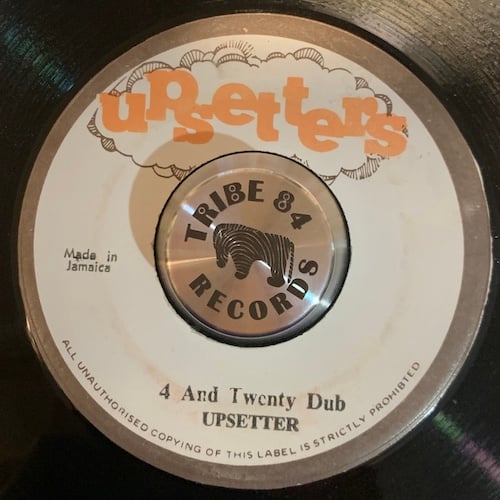 upsetters
TRIBE 84
RECORDS
Made in
Jamaica
4 And Twenty Dub
UPSETTER
ALL UNAUTHORISED COPYING OF THIS LABEL IS STRICTLY PROHIBITED